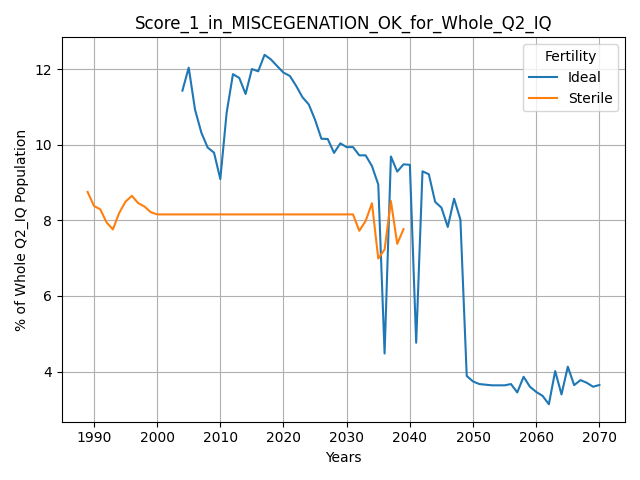 Score_1_in_MISCEGENATION_OK_for_Whole_Q2_IQ
Fertility
Ideal
Sterile
% of Whole Q2_IQ Population
12
10
8
6
4
1990 2000 2010 2020 2030 2040 2050 2060 2070
Years